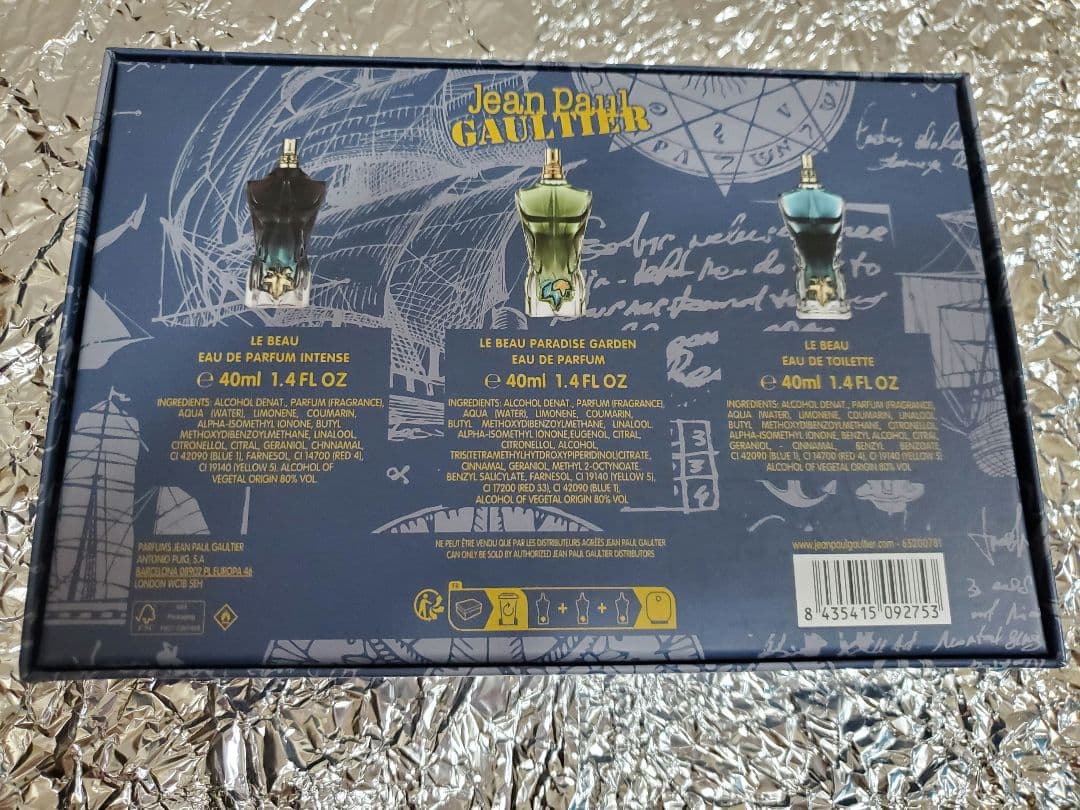 Jean Paul
GAULTIER
LE BEAU
EAU DE PARFUM INTENSE
℮ 40ml 1.4 FL OZ
INGREDIENTS: ALCOHOL DENAT., PARFUM (FRAGRANCE),
AQUA (WATER), LIMONENE, COUMARIN,
ALPHA-ISOMETHYL IONONE, BUTYL
METHOXYDIBENZOYLMETHANE, LINALOOL,
CITRONELLOL, CITRAL, GERANIOL, CHNNAMAL,
CI 42090 (BLUE 1), FARNESOL, CI 14700 (RED 4),
CI 19140 (YELLOW 5). ALCOHOL OF
VEGETAL ORIGIN 80% VOL
LE BEAU PARADISE GARDEN
EAU DE PARFUM
℮ 40ml 1.4 FL OZ
INGREDIENTS: ALCOHOL DENAT., PARFUM (FRAGRANCE),
AQUA (WATER), LIMONENE, COUMARIN,
BUTYL METHOXYDIBENZOYLMETHANE, LINALOOL,
ALPHA-ISOMETHYL IONONE,EUGENOL, CITRAL,
CITRONELLOL, ALCOHOL,
TRIS(TETRAMETHYLHYTDROXYPIPERIDINOL)CITRATE,
CINNAMAL, GERANIOL, METHYL 2-OCTYNOATE,
BENZYL SALICYLATE, FARNESOL, CI 19140 (YELLOW 5),
CI 17200 (RED 33), CI 42090 (BLUE 1),
ALCOHOL OF VEGETAL ORIGIN 80% VOL
LE BEAU
EAU DE TOILETTE
℮ 40ml 1.4 FL OZ
INGREDIENTS: ALCOHOL DENAT., PARFUM (FRAGRANCE),
AQUA (WATER), LIMONENE, COUMARIN, LINALOOL,
BUTYL METHOXYDIBENZOYLMETHANE, CITRONELLOL,
ALPHA-ISOMETHYL IONONE, BENZYL ALCOHOL, CITRAL,
GERANIOL, CINNAMAL, BENZYL BENZOATE,
CI 42090 (BLUE 1), CI 14700 (RED 4), CI 19140 (YELLOW 5).
ALCOHOL OF VEGETAL ORIGIN 80% VOL
PARFUMS JEAN PAUL GAULTIER
ANTONIO PUIG, S.A
BARCELONA 08902 PL EUROPA 46
LONDON WC1B 5EH
NE PEUT ÊTRE VENDU QUE PAR LES DISTRIBUTEURS AGRÉÉS JEAN PAUL GAULTIER
CAN ONLY BE SOLD BY AUTHORIZED JEAN PAUL GAULTIER DISTRIBUTORS
www.jeanpaulgaultier.com - 65200781
FSC
MIX
Packaging
FR
+ + +
8 435415 092753